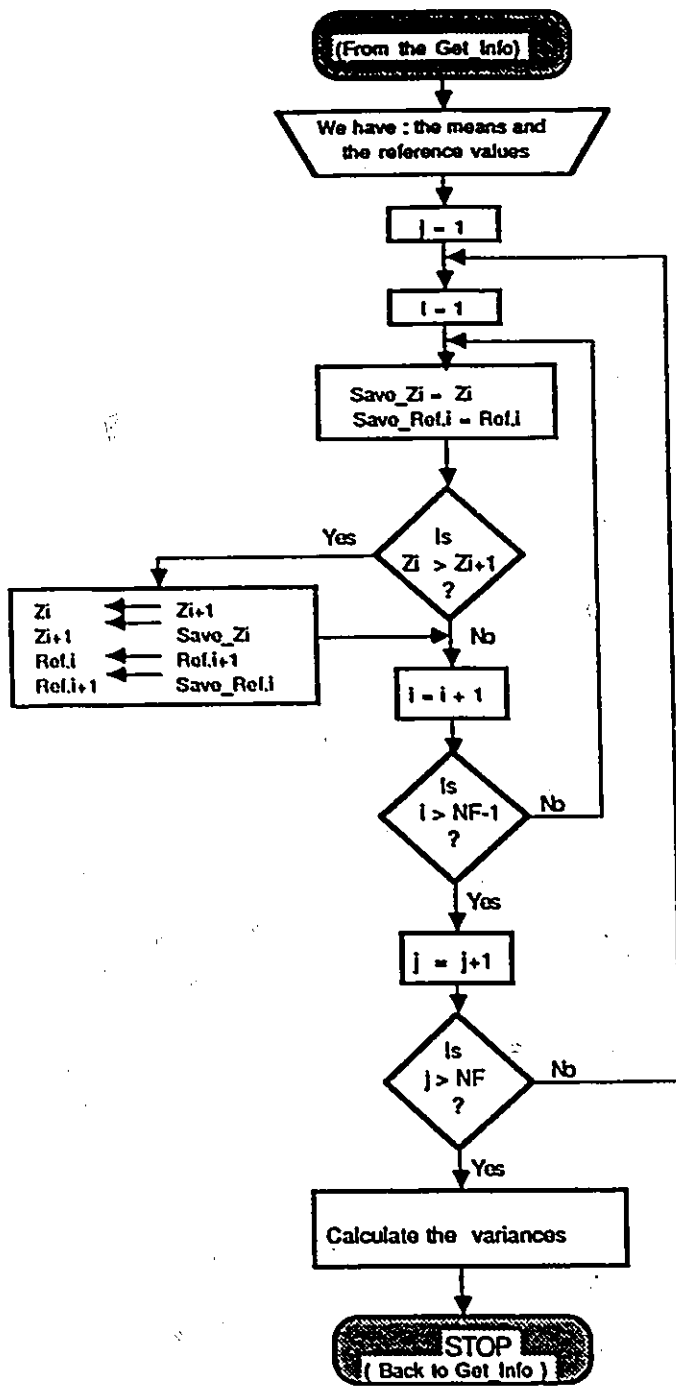 (From the Get_Info)
We have : the means and
the reference values
j = 1
i = 1
Save_Zi = Zi
Save_Ref.i = Ref.i
Is
Zi > Zi+1
?
Yes
No
Zi Zi+1
Zi+1 Save_Zi
Ref.i Ref.i+1
Ref.i+1 Save_Ref.i
i = i + 1
Is
i > NF-1
?
No
Yes
j = j+1
Is
j > NF
?
No
Yes
Calculate the variances
STOP
( Back to Get Info )